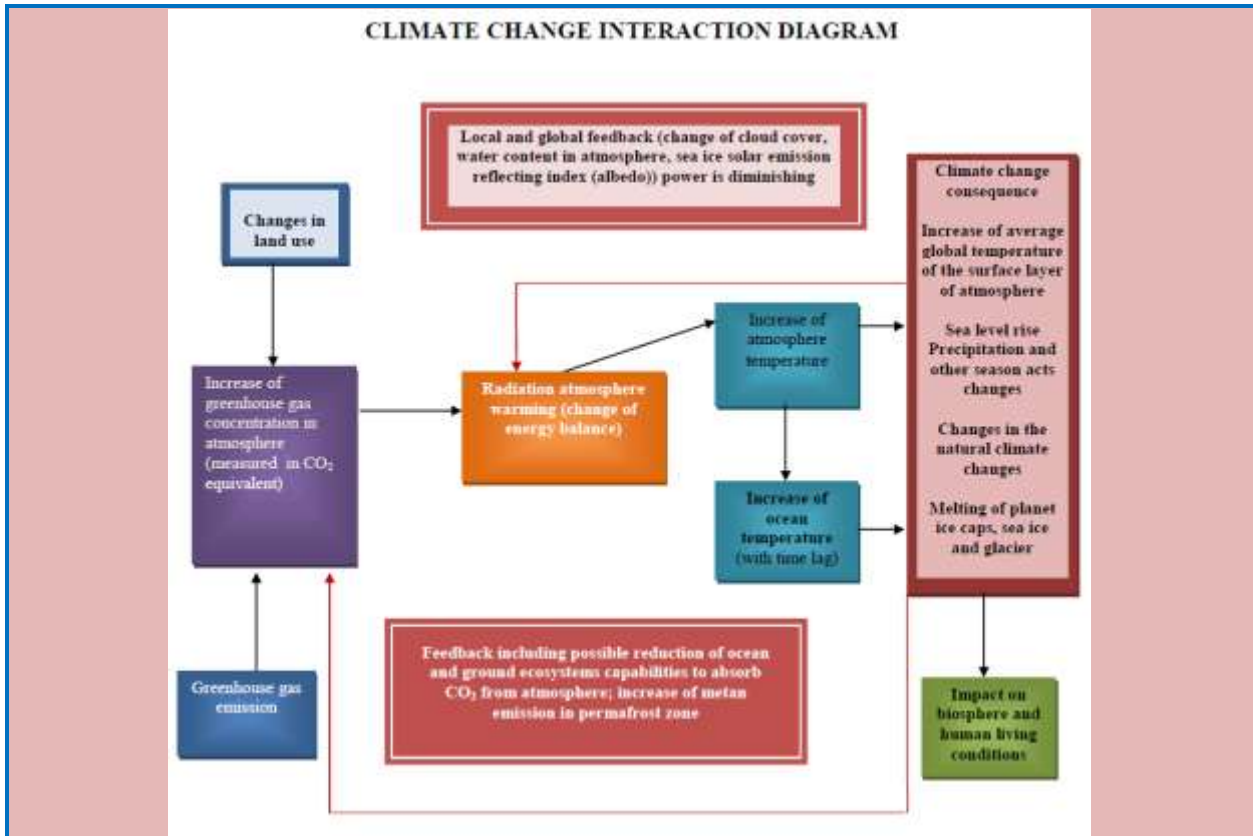 CLIMATE CHANGE INTERACTION DIAGRAM
Local and global feedback (change of cloud cover,
water content in atmosphere, sea ice solar emission
reflecting index (albedo)) power is diminishing
Changes in
land use
Climate change
consequence
Increase of average
global temperature
of the surface layer
of atmosphere
Sea level rise
Precipitation and
other season acts
changes
Changes in the
natural climate
changes
Melting of planet
ice caps, sea ice
and glacier
Increase of
atmosphere
temperature
Increase of
greenhouse gas
concentration in
atmosphere
(measured in CO₂
equivalent)
Radiation atmosphere
warming (change of
energy balance)
Increase of
ocean
temperature
(with time lag)
Feedback including possible reduction of ocean
and ground ecosystems capabilities to absorb
CO₂ from atmosphere; increase of metan
emission in permafrost zone
Greenhouse gas
emission
Impact on
biosphere and
human living
conditions